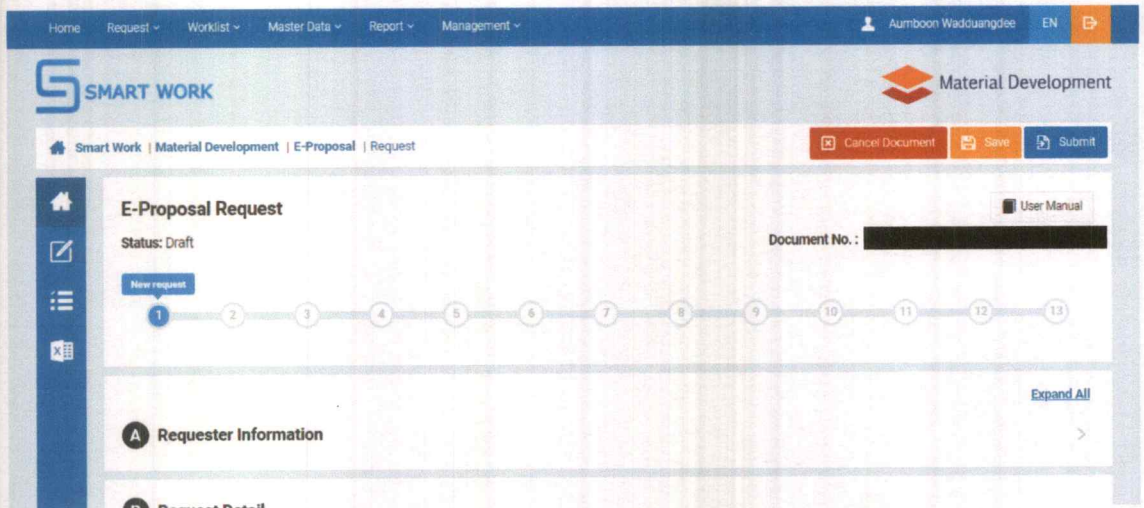 Home Request Worklist Master Data Report Management Aumboon Wadduangdee EN
SMART WORK
Material Development
Smart Work | Material Development | E-Proposal | Request Cancel Document Save Submit
E-Proposal Request User Manual
Status: Draft Document No. :
New request
1 2 3 4 5 6 7 8 9 10 11 12 13
Expand All
A Requester Information
B Request Detail